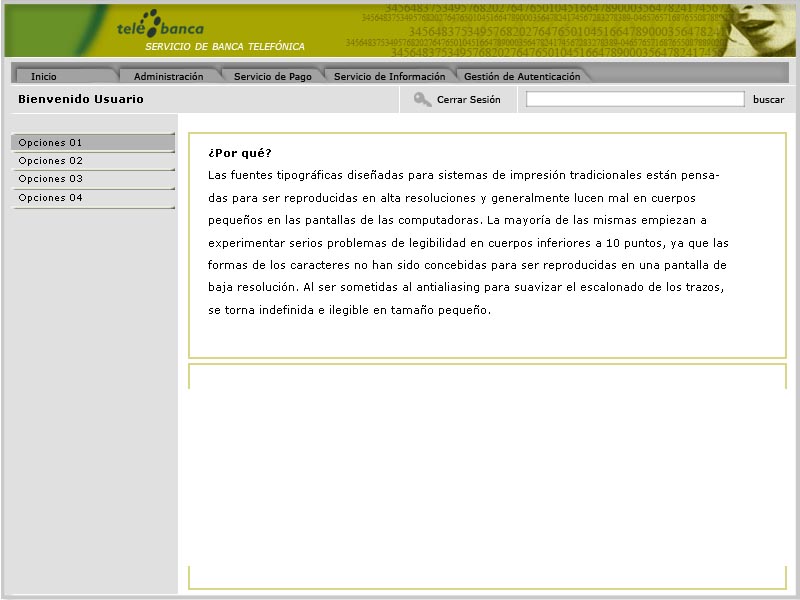 telé banca
SERVICIO DE BANCA TELEFÓNICA
Inicio
Administración
Servicio de Pago
Servicio de Información
Gestión de Autenticación
Bienvenido Usuario
Cerrar Sesión
buscar
Opciones 01
Opciones 02
Opciones 03
Opciones 04
¿Por qué?
Las fuentes tipográficas diseñadas para sistemas de impresión tradicionales están pensa-
das para ser reproducidas en alta resoluciones y generalmente lucen mal en cuerpos
pequeños en las pantallas de las computadoras. La mayoría de las mismas empiezan a
experimentar serios problemas de legibilidad en cuerpos inferiores a 10 puntos, ya que las
formas de los caracteres no han sido concebidas para ser reproducidas en una pantalla de
baja resolución. Al ser sometidas al antialiasing para suavizar el escalonado de los trazos,
se torna indefinida e ilegible en tamaño pequeño.